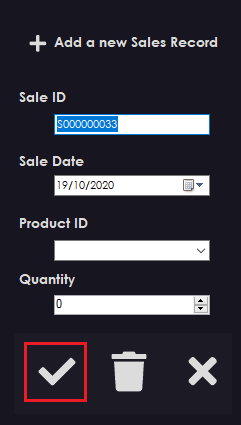 Add a new Sales Record
Sale ID
S000000033
Sale Date
19/10/2020
Product ID
Quantity
0